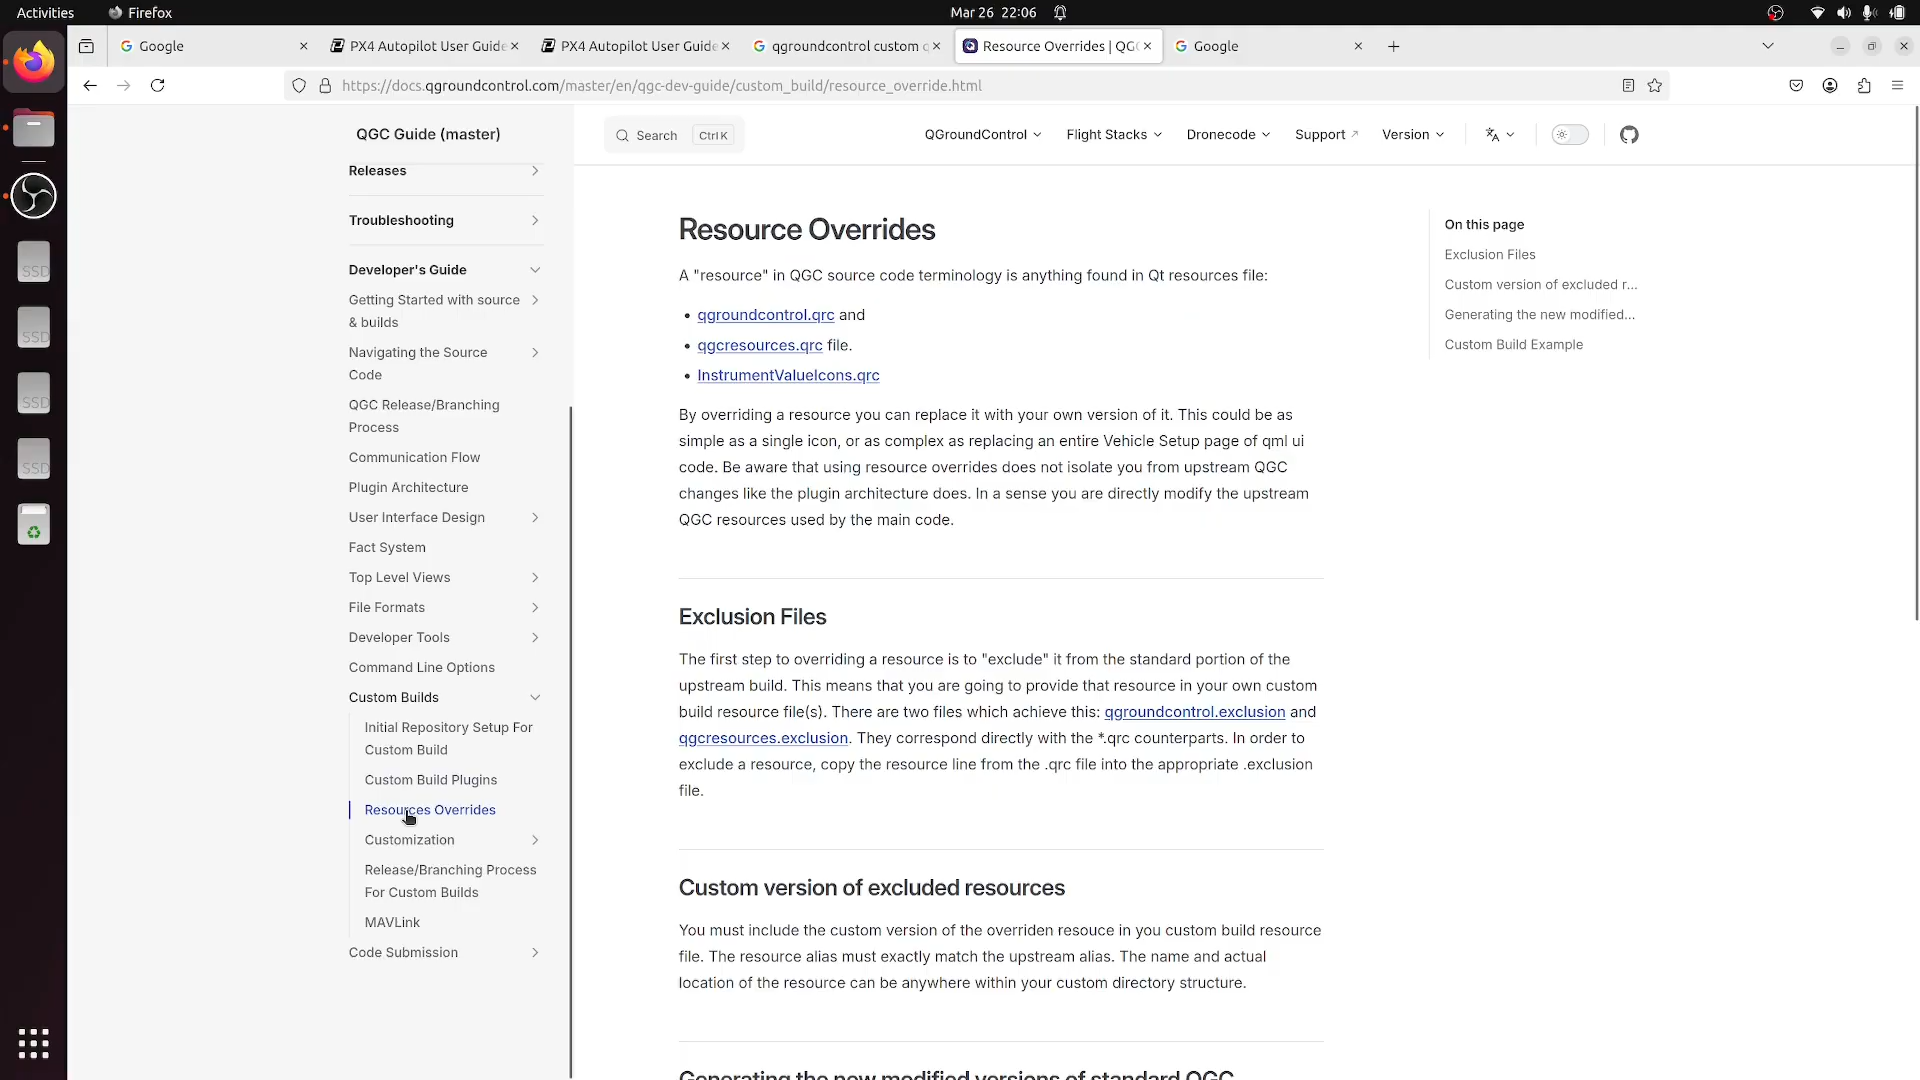 Activities
Firefox
Mar 26 22:06
Google
PX4 Autopilot User Guide
PX4 Autopilot User Guide
qgroundcontrol custom
Resource Overrides | QG
Google
https://docs.qgroundcontrol.com/master/en/qgc-dev-guide/custom_build/resource_override.html
QGC Guide (master)
Search Ctrl K
QGroundControl
Flight Stacks
Dronecode
Support
Version
Releases
Troubleshooting
Developer's Guide
Getting Started with source
& builds
Navigating the Source
Code
QGC Release/Branching
Process
Communication Flow
Plugin Architecture
User Interface Design
Fact System
Top Level Views
File Formats
Developer Tools
Command Line Options
Custom Builds
Initial Repository Setup For
Custom Build
Custom Build Plugins
Resources Overrides
Customization
Release/Branching Process
For Custom Builds
MAVLink
Code Submission
SSD
SSD
SSD
SSD
Resource Overrides
A "resource" in QGC source code terminology is anything found in Qt resources file:
• qgroundcontrol.qrc and
• qgcresources.qrc file.
• InstrumentValueIcons.qrc
By overriding a resource you can replace it with your own version of it. This could be as
simple as a single icon, or as complex as replacing an entire Vehicle Setup page of qml ui
code. Be aware that using resource overrides does not isolate you from upstream QGC
changes like the plugin architecture does. In a sense you are directly modify the upstream
QGC resources used by the main code.
Exclusion Files
The first step to overriding a resource is to "exclude" it from the standard portion of the
upstream build. This means that you are going to provide that resource in your own custom
build resource file(s). There are two files which achieve this: qgroundcontrol.exclusion and
qgcresources.exclusion. They correspond directly with the *.qrc counterparts. In order to
exclude a resource, copy the resource line from the .qrc file into the appropriate .exclusion
file.
Custom version of excluded resources
You must include the custom version of the overriden resouce in you custom build resource
file. The resource alias must exactly match the upstream alias. The name and actual
location of the resource can be anywhere within your custom directory structure.
Generating the new modified versions of standard QGC
On this page
Exclusion Files
Custom version of excluded r...
Generating the new modified...
Custom Build Example